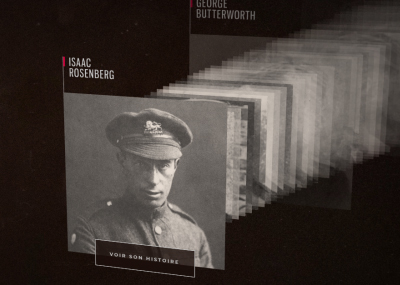 GEORGE
BUTTERWORTH
ISAAC
ROSENBERG
VOIR SON HISTOIRE